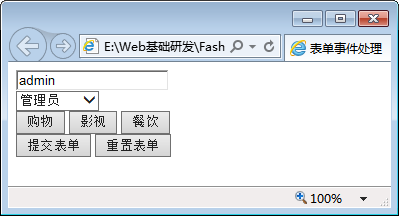 E:\Web基础研发\Fash
表单事件处理
admin
管理员
购物 影视 餐饮
提交表单 重置表单
100%